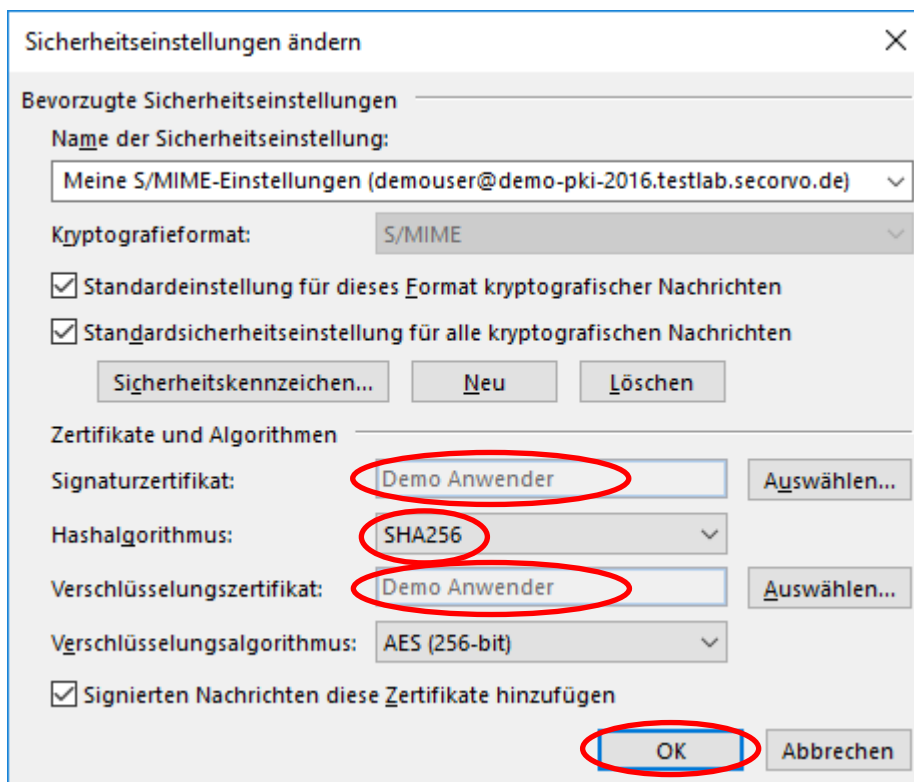 Sicherheitseinstellungen ändern
Bevorzugte Sicherheitseinstellungen
Name der Sicherheitseinstellung:
Meine S/MIME-Einstellungen (demouser@demo-pki-2016.testlab.secorvo.de)
Kryptografieformat: S/MIME
Standardeinstellung für dieses Format kryptografischer Nachrichten
Standardsicherheitseinstellung für alle kryptografischen Nachrichten
Sicherheitskennzeichen... Neu Löschen
Zertifikate und Algorithmen
Signaturzertifikat: Demo Anwender Auswählen...
Hashalgorithmus: SHA256
Verschlüsselungszertifikat: Demo Anwender Auswählen...
Verschlüsselungsalgorithmus: AES (256-bit)
Signierten Nachrichten diese Zertifikate hinzufügen
OK Abbrechen